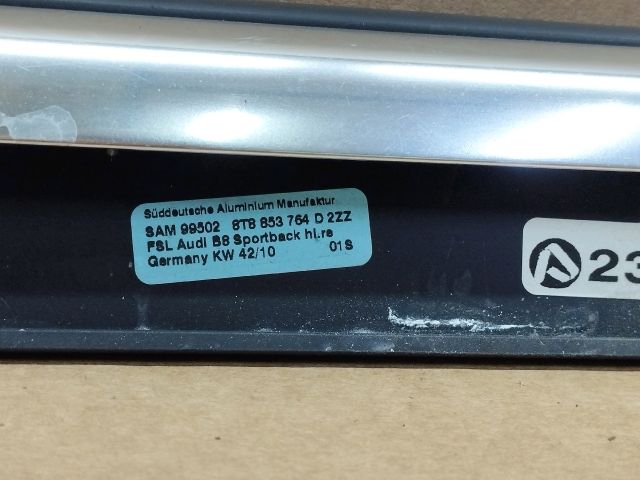 Süddeutsche Aluminium Manufaktur
SAM 99502 8T8 853 764 D 2ZZ
FSL Audi B8 Sportback hi.re
Germany KW 42/10 01S
23